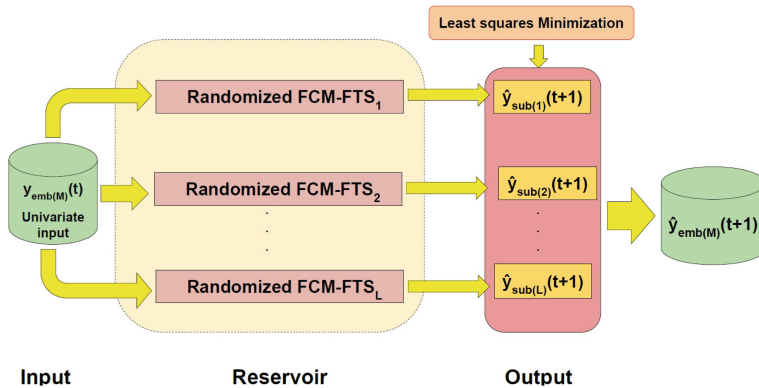 Least squares Minimization
Randomized FCM-FTS₁
ŷsub(1)(t+1)
yemb(M)(t)
Univariate
input
Randomized FCM-FTS₂
ŷsub(2)(t+1)
ŷemb(M)(t+1)
Randomized FCM-FTSL
ŷsub(L)(t+1)
Input
Reservoir
Output